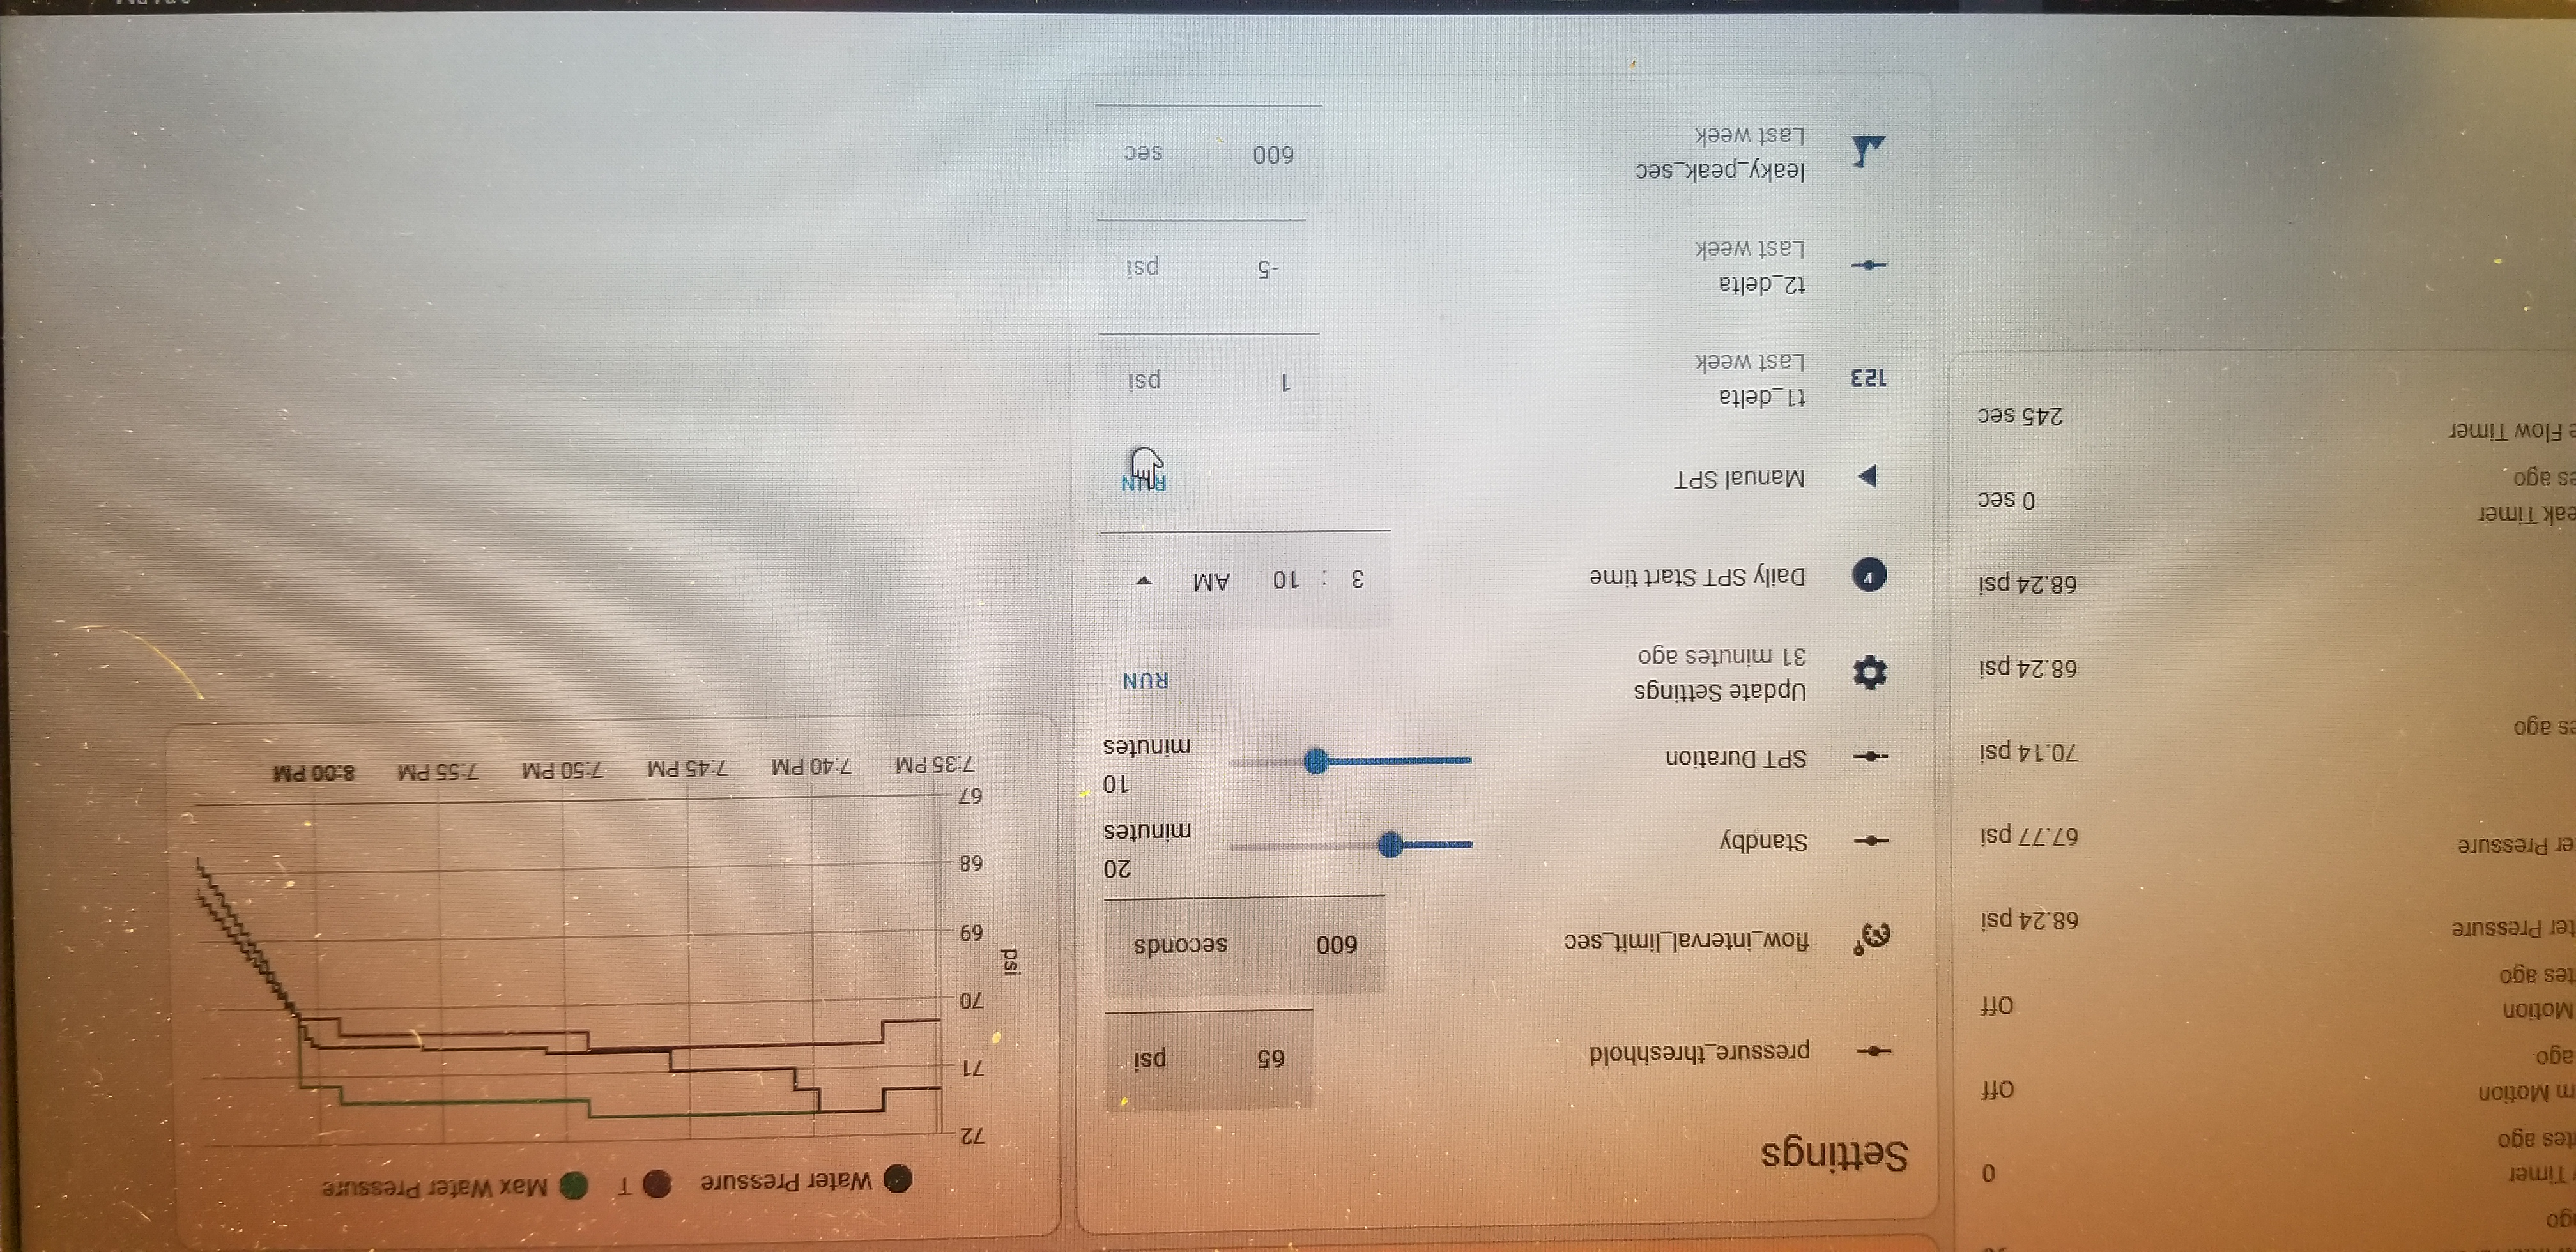 ago
Timer
0
tes ago
m Motion
Off
ago
Motion
Off
tes ago
ter Pressure
68.24 psi
er Pressure
67.77 psi
70.14 psi
es ago
68.24 psi
68.24 psi
eak Timer
0 sec
es ago
e Flow Timer
245 sec
Settings
pressure_threshhold
65 psi
flow_interval_limit_sec
600 seconds
Standby
20
minutes
SPT Duration
10
minutes
Update Settings
31 minutes ago
RUN
Daily SPT Start time
3 : 10 AM
Manual SPT
RUN
123
t1_delta
Last week
1 psi
t2_delta
Last week
-5 psi
leaky_peak_sec
Last week
600 sec
Water Pressure T Max Water Pressure
72
71
70
psi
69
68
67
7:35 PM 7:40 PM 7:45 PM 7:50 PM 7:55 PM 8:00 PM